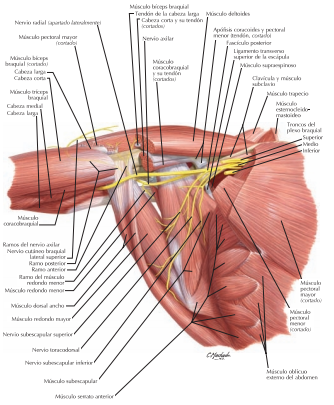 Músculo bíceps braquial
Tendón de la cabeza larga
Cabeza corta y su tendón
(cortados)
Nervio radial (apartado lateralmente)
Músculo deltoides
Músculo pectoral mayor
(cortado)
Nervio axilar
Apófisis coracoides y pectoral
menor (tendón, cortado)
Fascículo posterior
Ligamento transverso
superior de la escápula
Músculo supraespinoso
Músculo bíceps
braquial (cortado)
Cabeza larga
Cabeza corta
Músculo
coracobraquial
y su tendón
(cortados)
Clavícula y músculo
subclavio
Músculo trapecio
Músculo tríceps
braquial
Cabeza medial
Cabeza larga
Músculo
esternocleido-
mastoideo
Troncos del
plexo braquial
Superior
Medio
Inferior
Músculo
coracobraquial
Ramos del nervio axilar
Nervio cutáneo braquial
lateral superior
Ramo posterior
Ramo anterior
Ramo del músculo
redondo menor
Músculo redondo menor
Músculo dorsal ancho
Músculo redondo mayor
Nervio subescapular superior
Nervio toracodorsal
Nervio subescapular inferior
Músculo subescapular
Músculo serrato anterior
Músculo
pectoral
mayor
(cortado)
Músculo
pectoral
menor
(cortado)
Músculo oblicuo
externo del abdomen